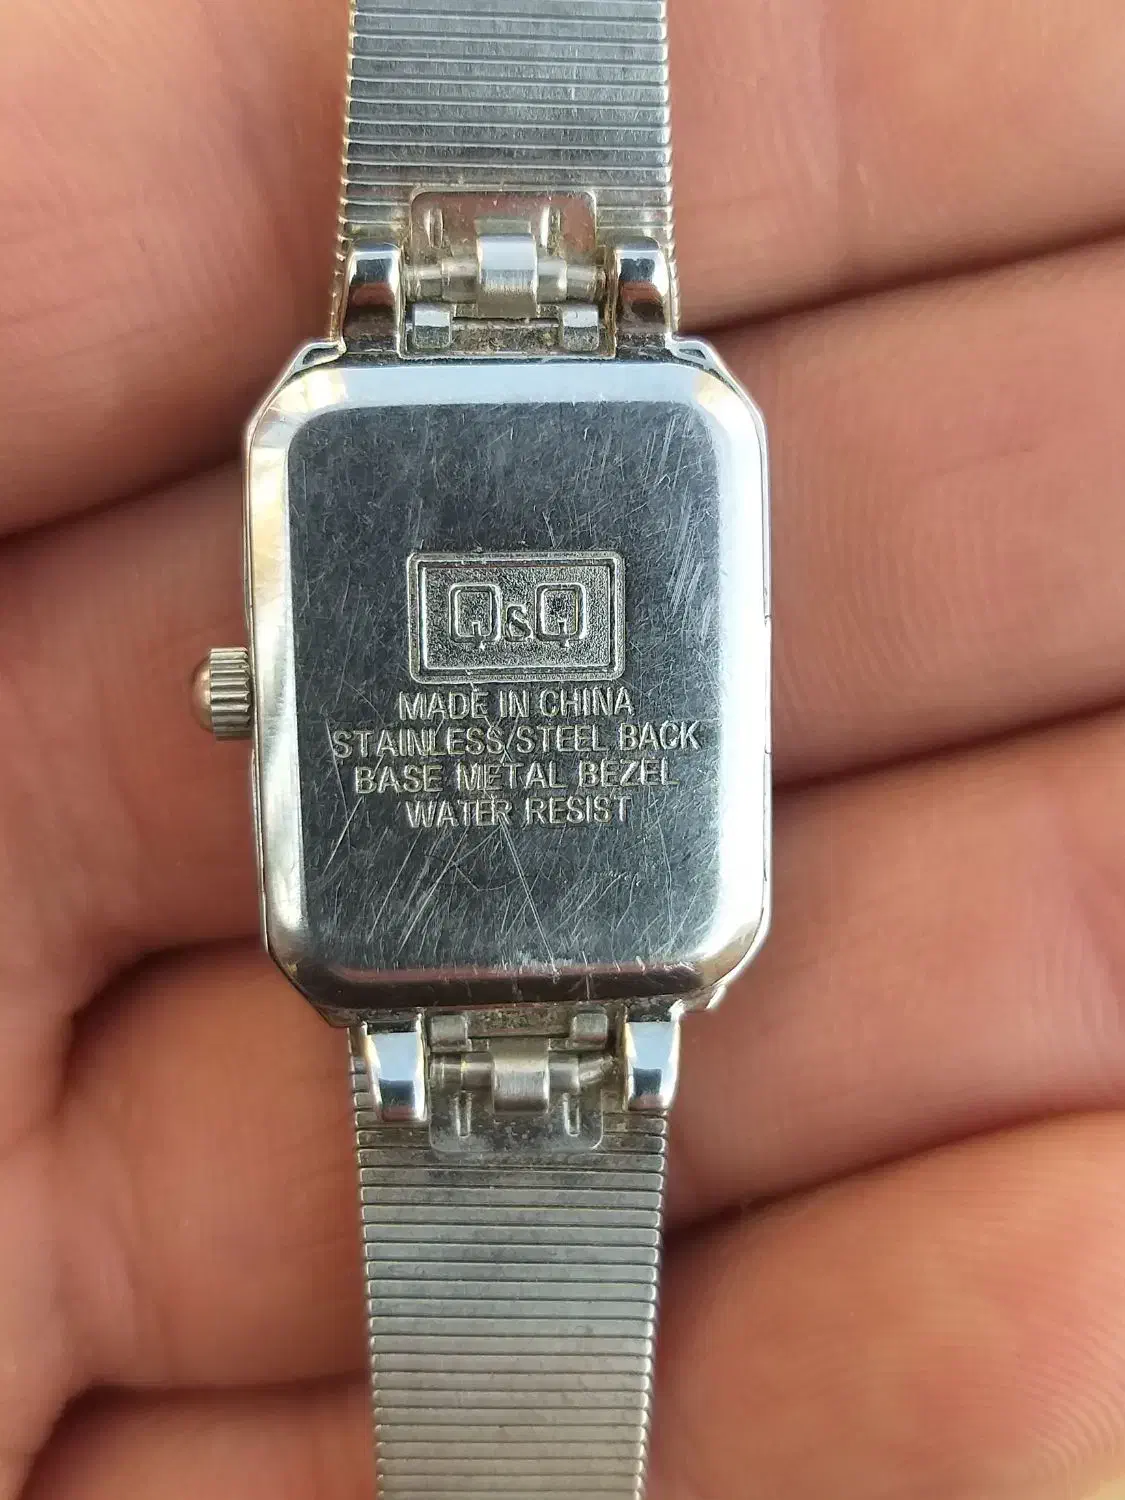 Q&Q
MADE IN CHINA
STAINLESS STEEL BACK
BASE METAL BEZEL
WATER RESIST